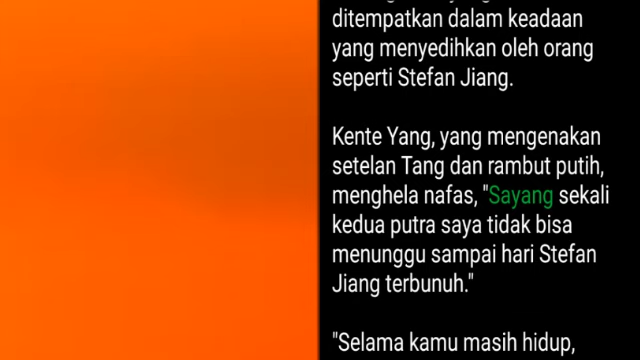 ditempatkan dalam keadaan
yang menyedihkan oleh orang
seperti Stefan Jiang.
Kente Yang, yang mengenakan
setelan Tang dan rambut putih,
menghela nafas, "Sayang sekali
kedua putra saya tidak bisa
menunggu sampai hari Stefan
Jiang terbunuh."
"Selama kamu masih hidup,